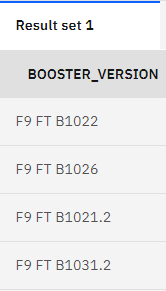 Result set 1
BOOSTER_VERSION
F9 FT B1022
F9 FT B1026
F9 FT B1021.2
F9 FT B1031.2